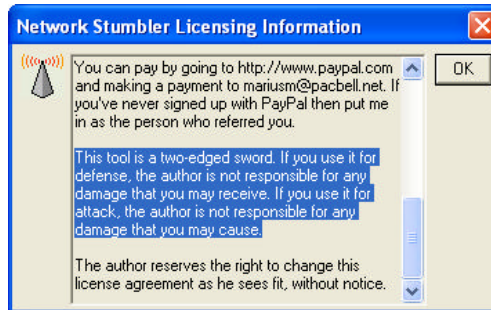 Network Stumbler Licensing Information
You can pay by going to http://www.paypal.com
and making a payment to mariusm@pacbell.net. If
you've never signed up with PayPal then put me
in as the person who referred you.
This tool is a two-edged sword. If you use it for
defense, the author is not responsible for any
damage that you may receive. If you use it for
attack, the author is not responsible for any
damage that you may cause.
The author reserves the right to change this
license agreement as he sees fit, without notice.
OK